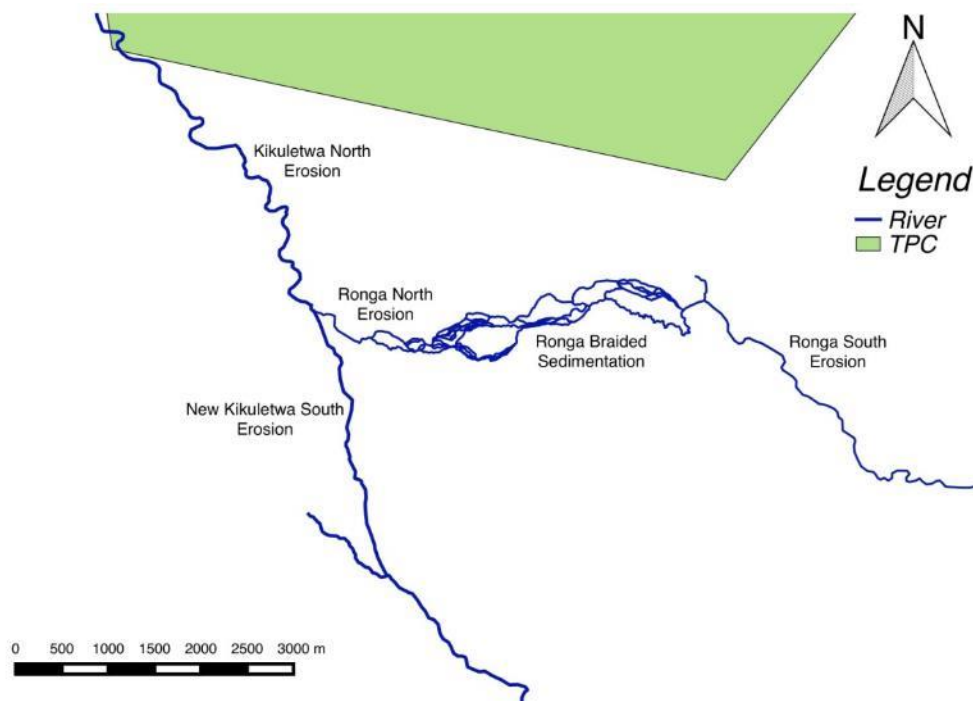 N
Kikuletwa North
Erosion
Legend
River
TPC
Ronga North
Erosion
Ronga Braided
Sedimentation
Ronga South
Erosion
New Kikuletwa South
Erosion
0 500 1000 1500 2000 2500 3000 m